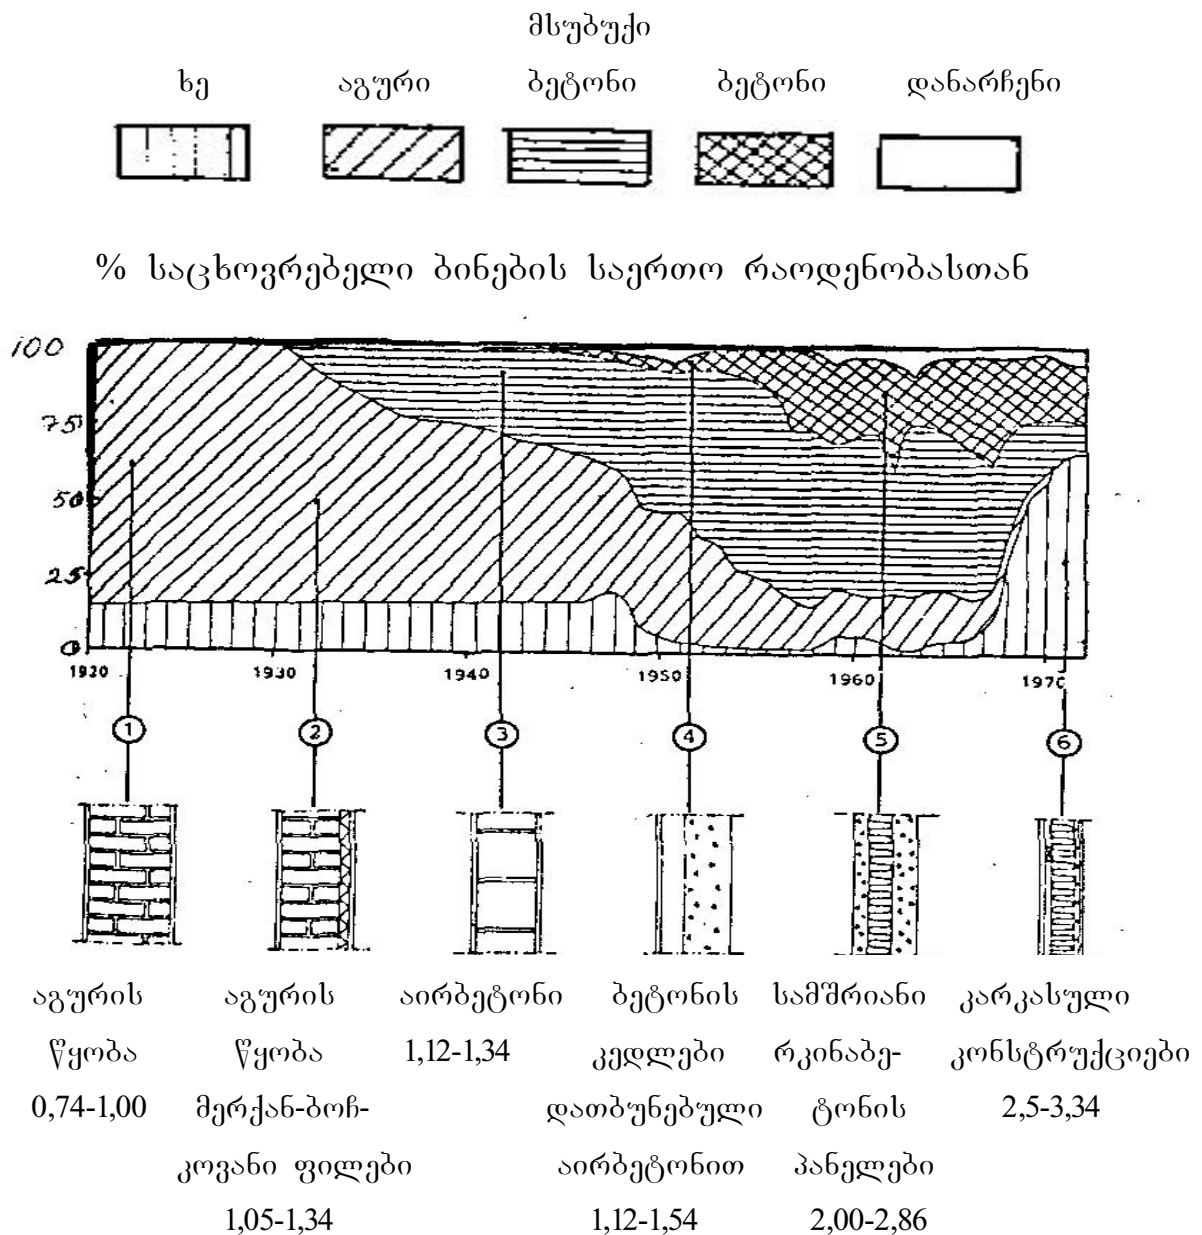 მსუბუქი
ხე აგური ბეტონი ბეტონი დანარჩენი
% საცხოვრებელი ბინების საერთო რაოდენობასთან
100
75
50
25
0
1920 1930 1940 1950 1960 1970
1 2 3 4 5 6
აგურის აგურის აირბეტონი ბეტონის სამშრიანი კარკასული
წყობა წყობა 1,12-1,34 კედლები რკინაბე- კონსტრუქციები
0,74-1,00 მერქან-ბოჩ- დათბუნებული ტონის 2,5-3,34
კოვანი ფილები აირბეტონით პანელები
1,05-1,34 1,12-1,54 2,00-2,86